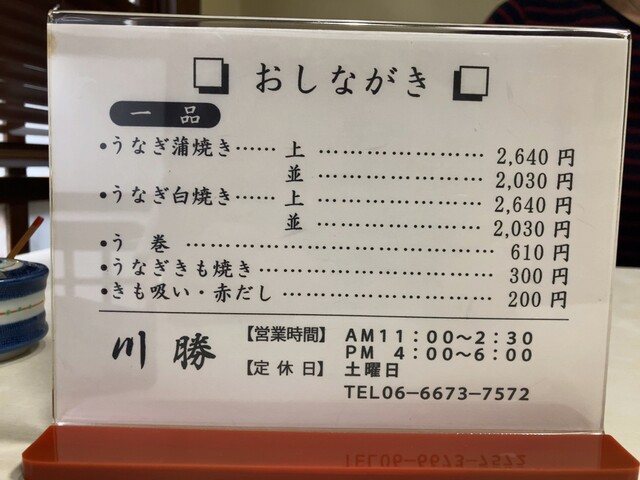 ❏ おしながき ❏
一品
•うなぎ蒲焼き…… 上 …………………… 2,640 円
並 …………………… 2,030 円
•うなぎ白焼き…… 上 …………………… 2,640 円
並 …………………… 2,030 円
•う　巻 ………………………………… 610 円
•うなぎきも焼き………………………… 300 円
•きも吸い・赤だし ……………………… 200 円
川勝
【営業時間】 AM11：00〜2：30
PM 4：00〜6：00
【定休日】 土曜日
TEL06−6673−7572
TEL06−6673−7572